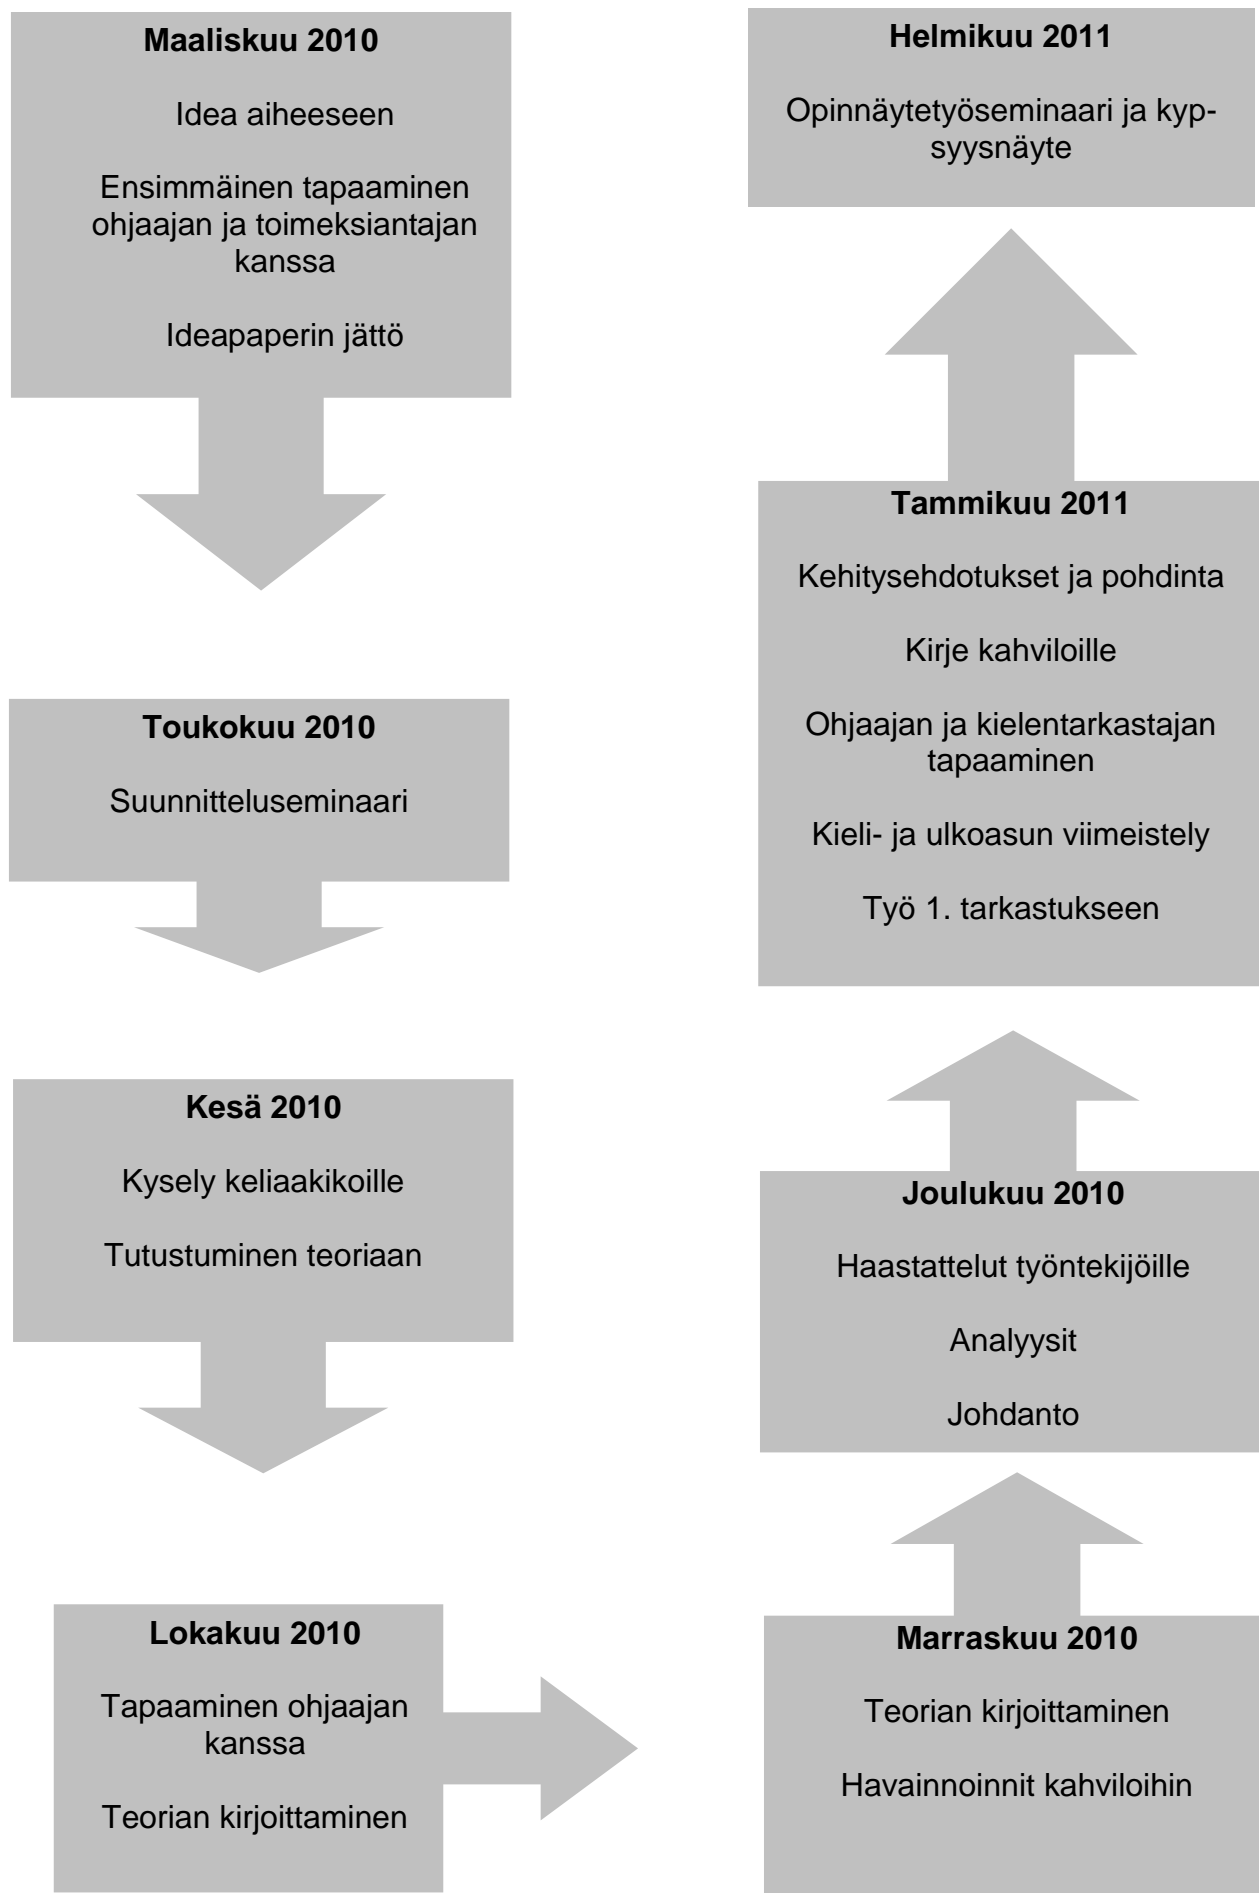 Maaliskuu 2010
Idea aiheeseen
Ensimmäinen tapaaminen
ohjaajan ja toimeksiantajan
kanssa
Ideapaperin jättö
Toukokuu 2010
Suunnitteluseminaari
Kesä 2010
Kysely keliaakikoille
Tutustuminen teoriaan
Lokakuu 2010
Tapaaminen ohjaajan
kanssa
Teorian kirjoittaminen
Marraskuu 2010
Teorian kirjoittaminen
Havainnoinnit kahviloihin
Joulukuu 2010
Haastattelut työntekijöille
Analyysit
Johdanto
Tammikuu 2011
Kehitysehdotukset ja pohdinta
Kirje kahviloille
Ohjaajan ja kielentarkastajan
tapaaminen
Kieli- ja ulkoasun viimeistely
Työ 1. tarkastukseen
Helmikuu 2011
Opinnäytetyöseminaari ja kyp-
syysnäyte